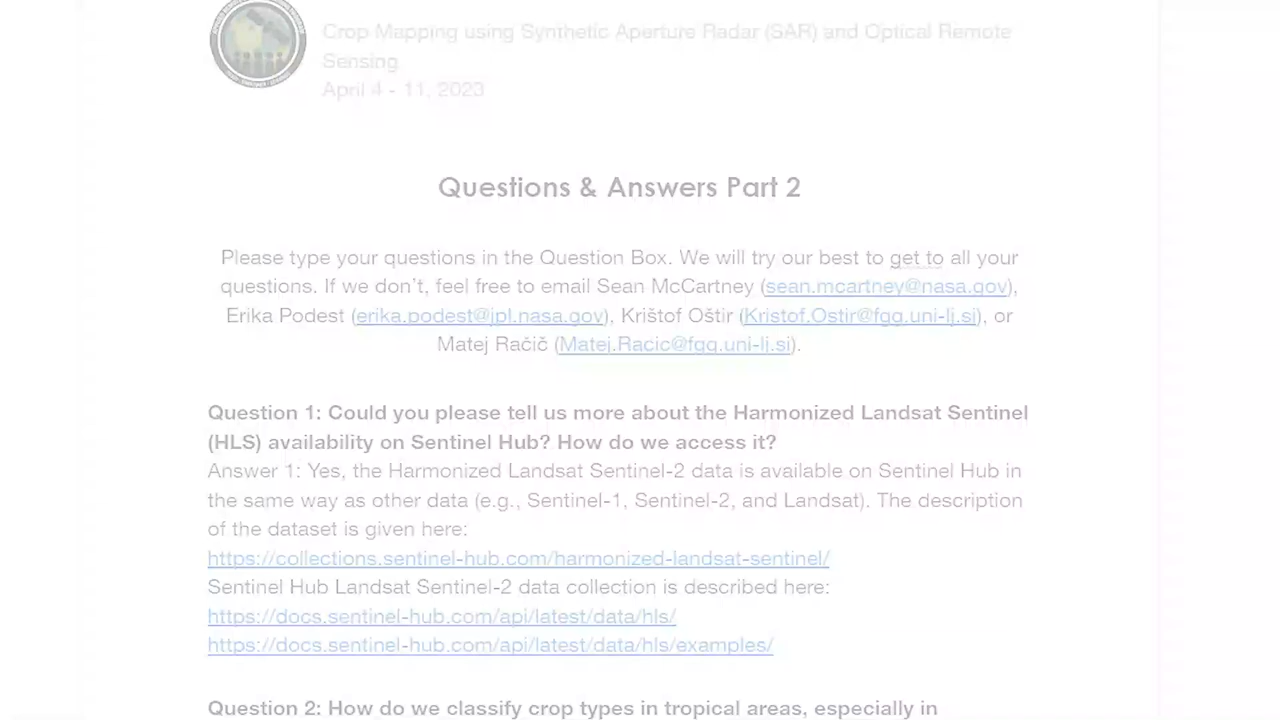 Crop Mapping using Synthetic Aperture Radar (SAR) and Optical Remote
Sensing
April 4 - 11, 2023
Questions & Answers Part 2
Please type your questions in the Question Box. We will try our best to get to all your
questions. If we don't, feel free to email Sean McCartney (sean.mcartney@nasa.gov),
Erika Podest (erika.podest@jpl.nasa.gov), Krištof Oštir (Kristof.Ostir@fgg.uni-lj.si), or
Matej Račič (Matej.Racic@fgg.uni-lj.si).
Question 1: Could you please tell us more about the Harmonized Landsat Sentinel
(HLS) availability on Sentinel Hub? How do we access it?
Answer 1: Yes, the Harmonized Landsat Sentinel-2 data is available on Sentinel Hub in
the same way as other data (e.g., Sentinel-1, Sentinel-2, and Landsat). The description
of the dataset is given here:
https://collections.sentinel-hub.com/harmonized-landsat-sentinel/
Sentinel Hub Landsat Sentinel-2 data collection is described here:
https://docs.sentinel-hub.com/api/latest/data/hls/
https://docs.sentinel-hub.com/api/latest/data/hls/examples/
Question 2: How do we classify crop types in tropical areas, especially in